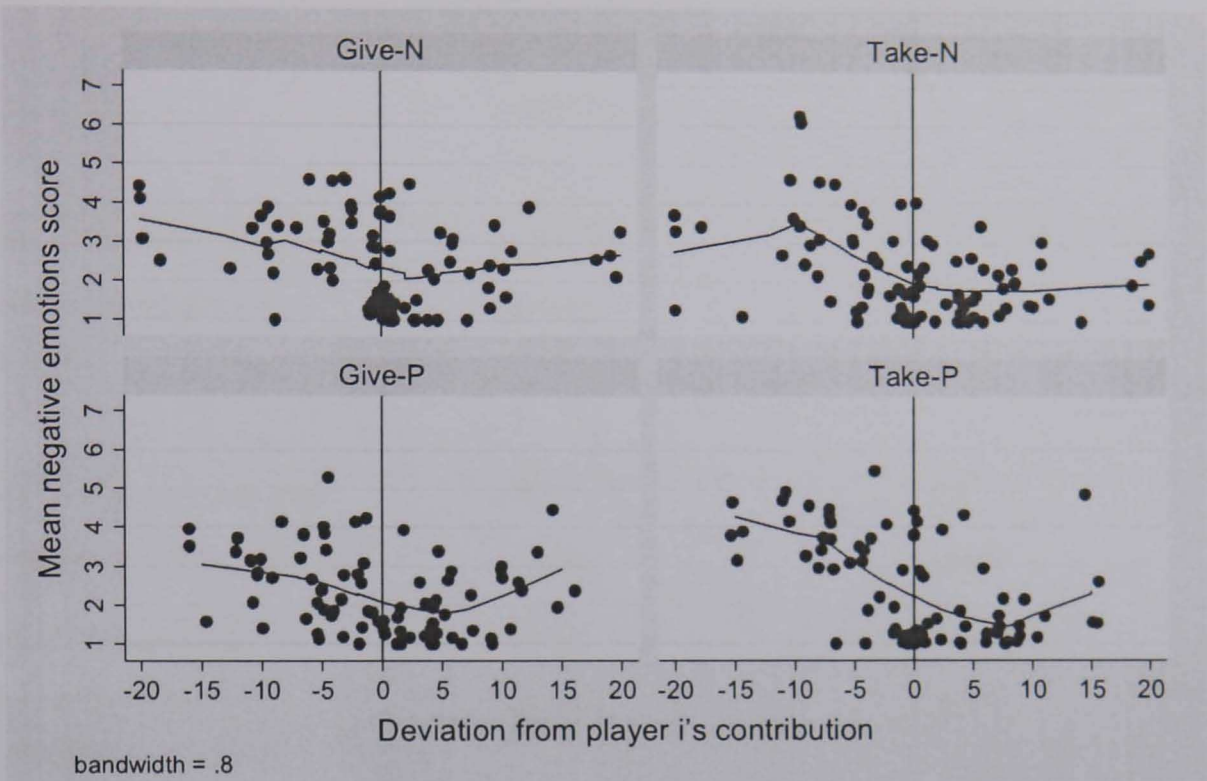 Give-N
Take-N
7
6
5
4
3
2
1
Give-P
Take-P
7
6
5
4
3
2
1
-20 -15 -10 -5 0 5 10 15 20
-20 -15 -10 -5 0 5 10 15 20
Mean negative emotions score
Deviation from player i's contribution
bandwidth = .8